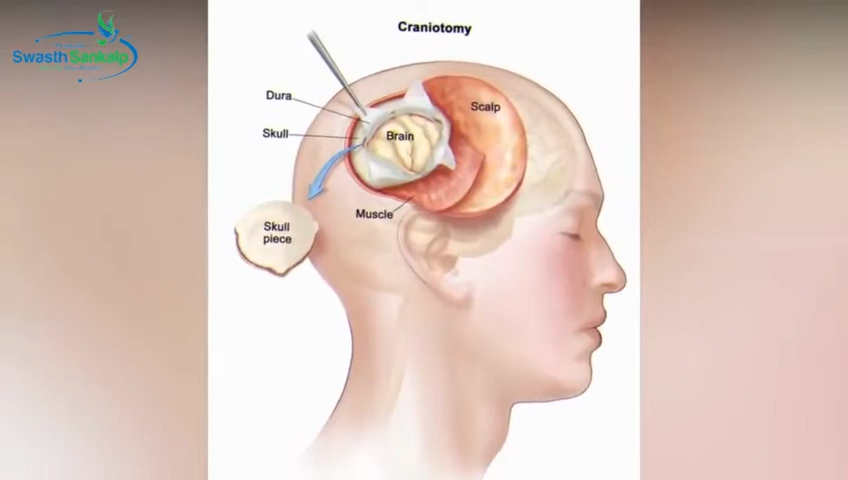 Swasth Sankalp
Craniotomy
Dura
Scalp
Skull
Brain
Muscle
Skull
piece